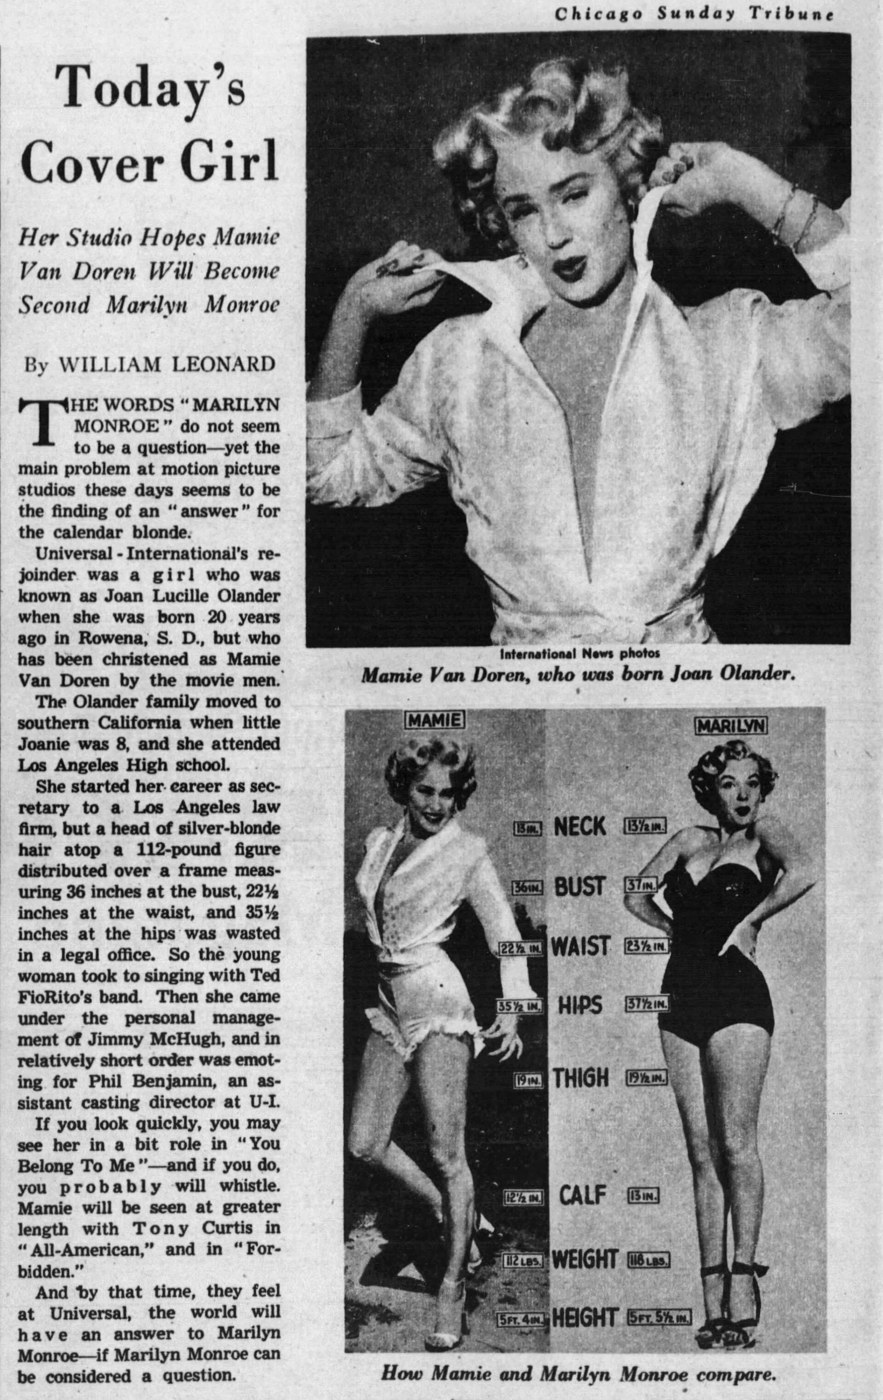 Chicago Sunday Tribune
Today's
Cover Girl
Her Studio Hopes Mamie
Van Doren Will Become
Second Marilyn Monroe
By WILLIAM LEONARD
THE WORDS “MARILYN
MONROE” do not seem
to be a question—yet the
main problem at motion picture
studios these days seems to be
the finding of an “answer” for
the calendar blonde.
Universal - International's re-
joinder was a girl who was
known as Joan Lucille Olander
when she was born 20 years
ago in Rowena, S. D., but who
has been christened as Mamie
Van Doren by the movie men.
The Olander family moved to
southern California when little
Joanie was 8, and she attended
Los Angeles High school.
She started her career as sec-
retary to a Los Angeles law
firm, but a head of silver-blonde
hair atop a 112-pound figure
distributed over a frame meas-
uring 36 inches at the bust, 22½
inches at the waist, and 35½
inches at the hips was wasted
in a legal office. So the young
woman took to singing with Ted
FioRito's band. Then she came
under the personal manage-
ment of Jimmy McHugh, and in
relatively short order was emot-
ing for Phil Benjamin, an as-
sistant casting director at U-I.
If you look quickly, you may
see her in a bit role in “You
Belong To Me”—and if you do,
you probably will whistle.
Mamie will be seen at greater
length with Tony Curtis in
“All-American,” and in “For-
bidden.”
And by that time, they feel
at Universal, the world will
have an answer to Marilyn
Monroe—if Marilyn Monroe can
be considered a question.
International News photos
Mamie Van Doren, who was born Joan Olander.
MAMIE MARILYN
13IN. NECK 13½IN.
36IN. BUST 37IN.
22½ IN. WAIST 23½ IN.
35½ IN. HIPS 37½IN.
19IN. THIGH 19½IN.
12½ IN. CALF 13IN.
112 LBS. WEIGHT 118 LBS.
5FT. 4IN. HEIGHT 5FT. 5½ IN.
How Mamie and Marilyn Monroe compare.